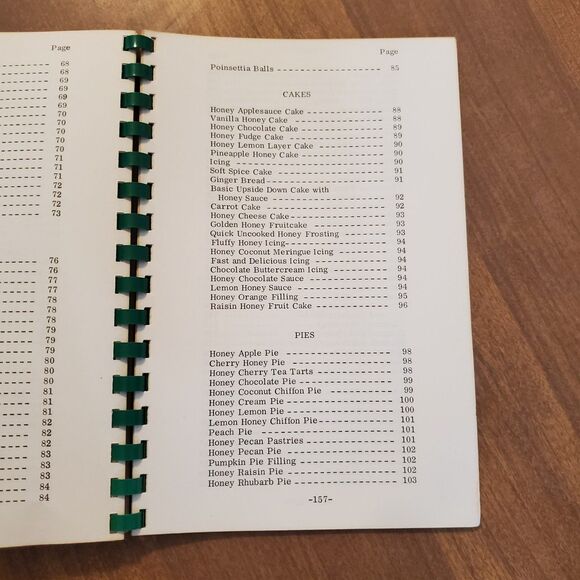 Page
68
68
69
69
69
70
70
70
71
71
72
72
73
76
76
77
77
78
78
79
79
80
80
81
81
81
82
82
83
83
84
84
Page
Poinsettia Balls 85
CAKES
Honey Applesauce Cake 88
Vanilla Honey Cake 88
Honey Chocolate Cake 89
Honey Fudge Cake 89
Honey Lemon Layer Cake 90
Pineapple Honey Cake 90
Icing 90
Soft Spice Cake 91
Ginger Bread 91
Basic Upside Down Cake with
Honey Sauce 92
Carrot Cake 92
Honey Cheese Cake 93
Golden Honey Fruitcake 93
Quick Uncooked Honey Frosting 93
Fluffy Honey Icing 94
Honey Coconut Meringue Icing 94
Fast and Delicious Icing 94
Chocolate Buttercream Icing 94
Honey Chocolate Sauce 94
Lemon Honey Sauce 94
Honey Orange Filling 95
Raisin Honey Fruit Cake 96
PIES
Honey Apple Pie 98
Cherry Honey Pie 98
Honey Cherry Tea Tarts 98
Honey Chocolate Pie 99
Honey Coconut Chiffon Pie 99
Honey Cream Pie 100
Honey Lemon Pie 100
Lemon Honey Chiffon Pie 101
Peach Pie 101
Honey Pecan Pastries 101
Honey Pecan Pie 102
Pumpkin Pie Filling 102
Honey Raisin Pie 102
Honey Rhubarb Pie 103
-157-